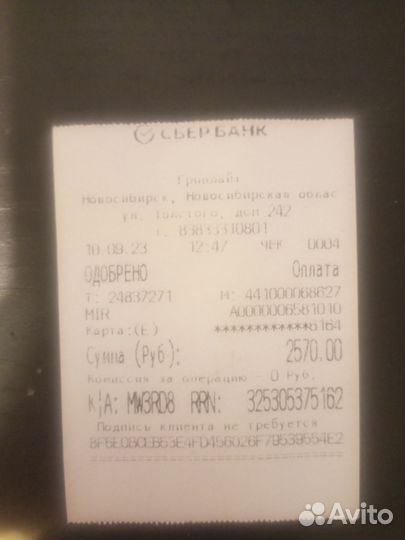 СБЕРБАНК
Гринлайт
Новосибирск, Новосибирская облас
ул. Толстого, дом 242
т. 83833310801
10.09.23 12:47 ЧЕК 0004
ОДОБРЕНО Оплата
Т: 24837271 М: 441000068627
MIR A0000006581010
Карта:(E) ************6164
Сумма (Руб): 2570.00
Комиссия за операцию - 0 Руб.
К/А: MW3RD8 RRN: 325305375162
Подпись клиента не требуется
8F6E08CEB63E4FD456026F79539554E2
Avito